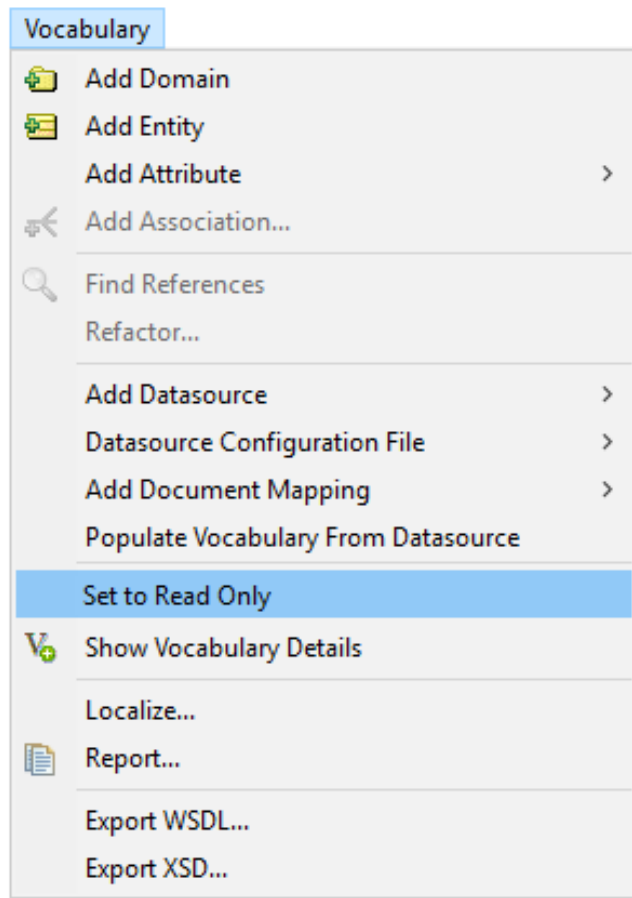 Vocabulary
Add Domain
Add Entity
Add Attribute
Add Association...
Find References
Refactor...
Add Datasource
Datasource Configuration File
Add Document Mapping
Populate Vocabulary From Datasource
Set to Read Only
Show Vocabulary Details
Localize...
Report...
Export WSDL...
Export XSD...